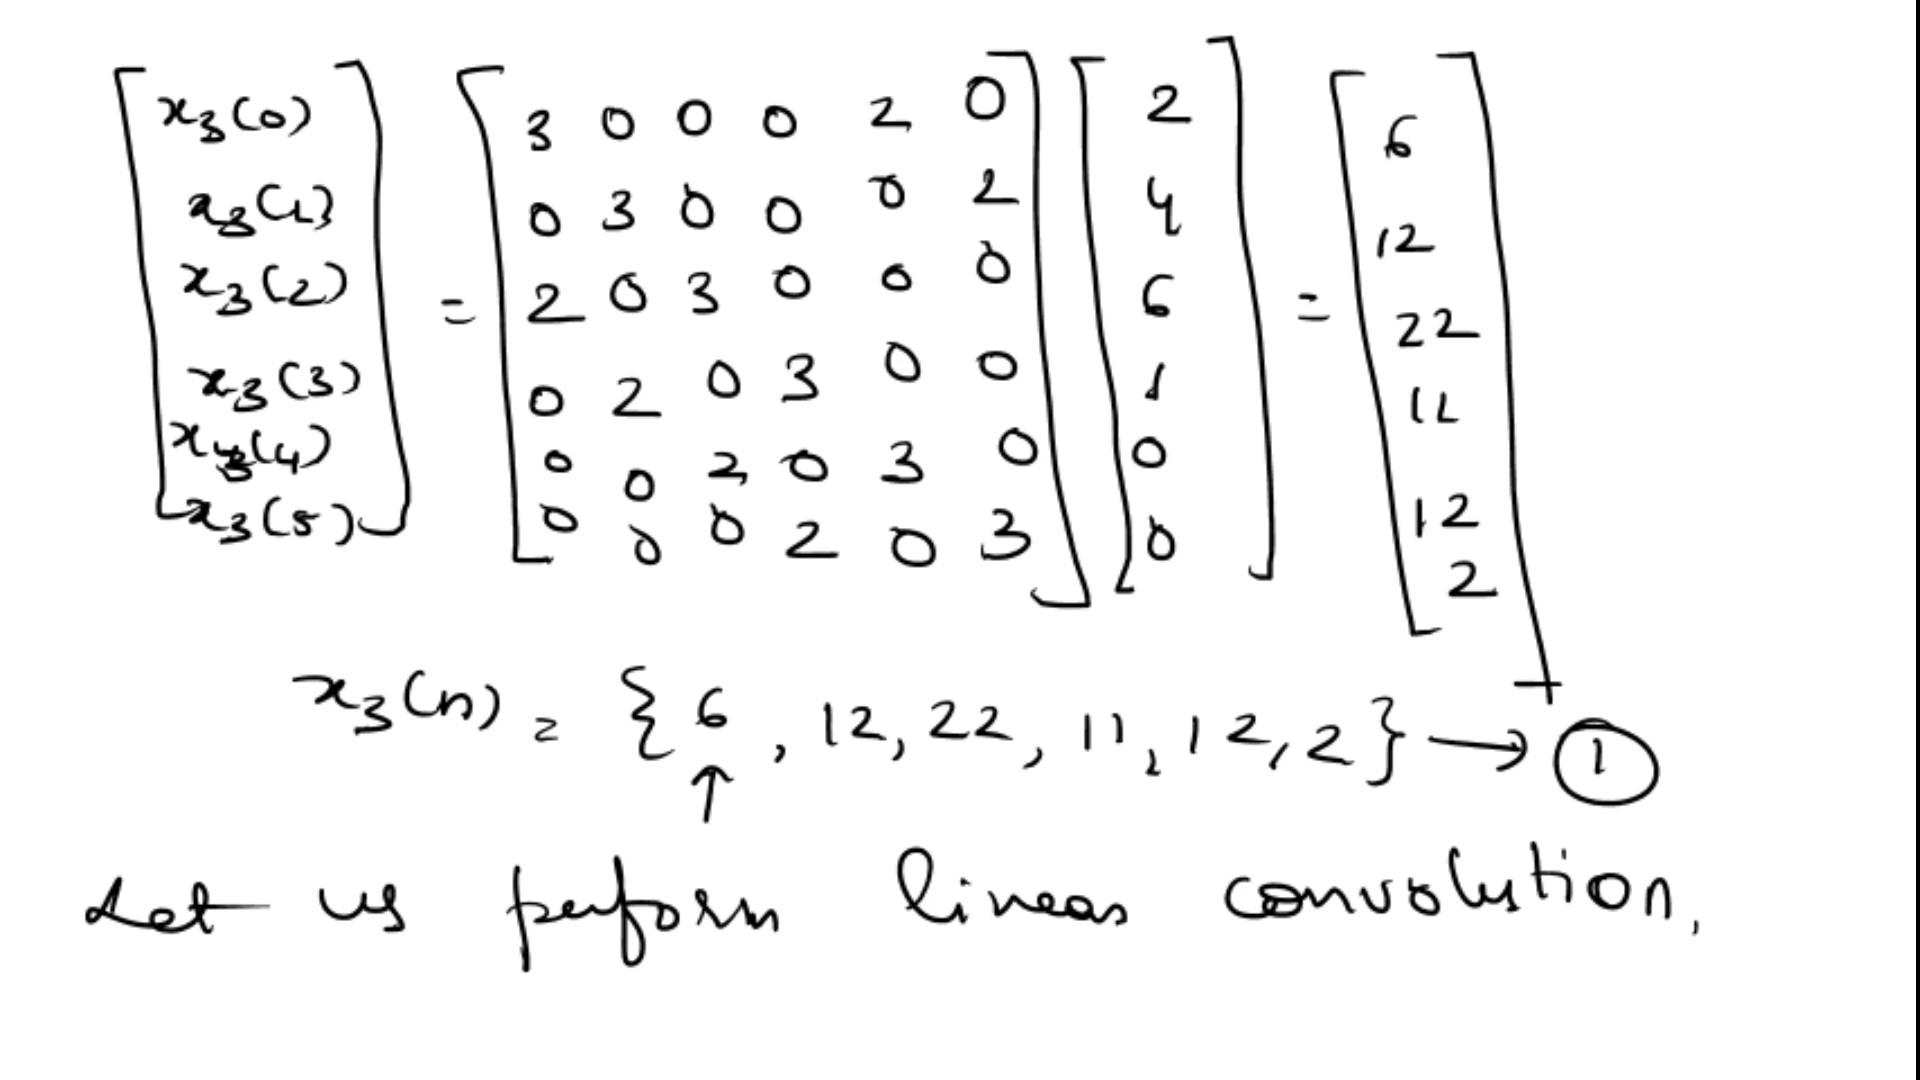 x₃(0) 3 0 0 0 2 0 2 6
x₃(1) 0 3 0 0 0 2 4 12
x₃(2) = 2 0 3 0 0 0 6 = 22
x₃(3) 0 2 0 3 0 0 1 11
x₃(4) 0 0 2 0 3 0 0 12
x₃(5) 0 0 0 2 0 3 0 2
x₃(n) = {6, 12, 22, 11, 12, 2} → ①
↑
Let us perform linear convolution,